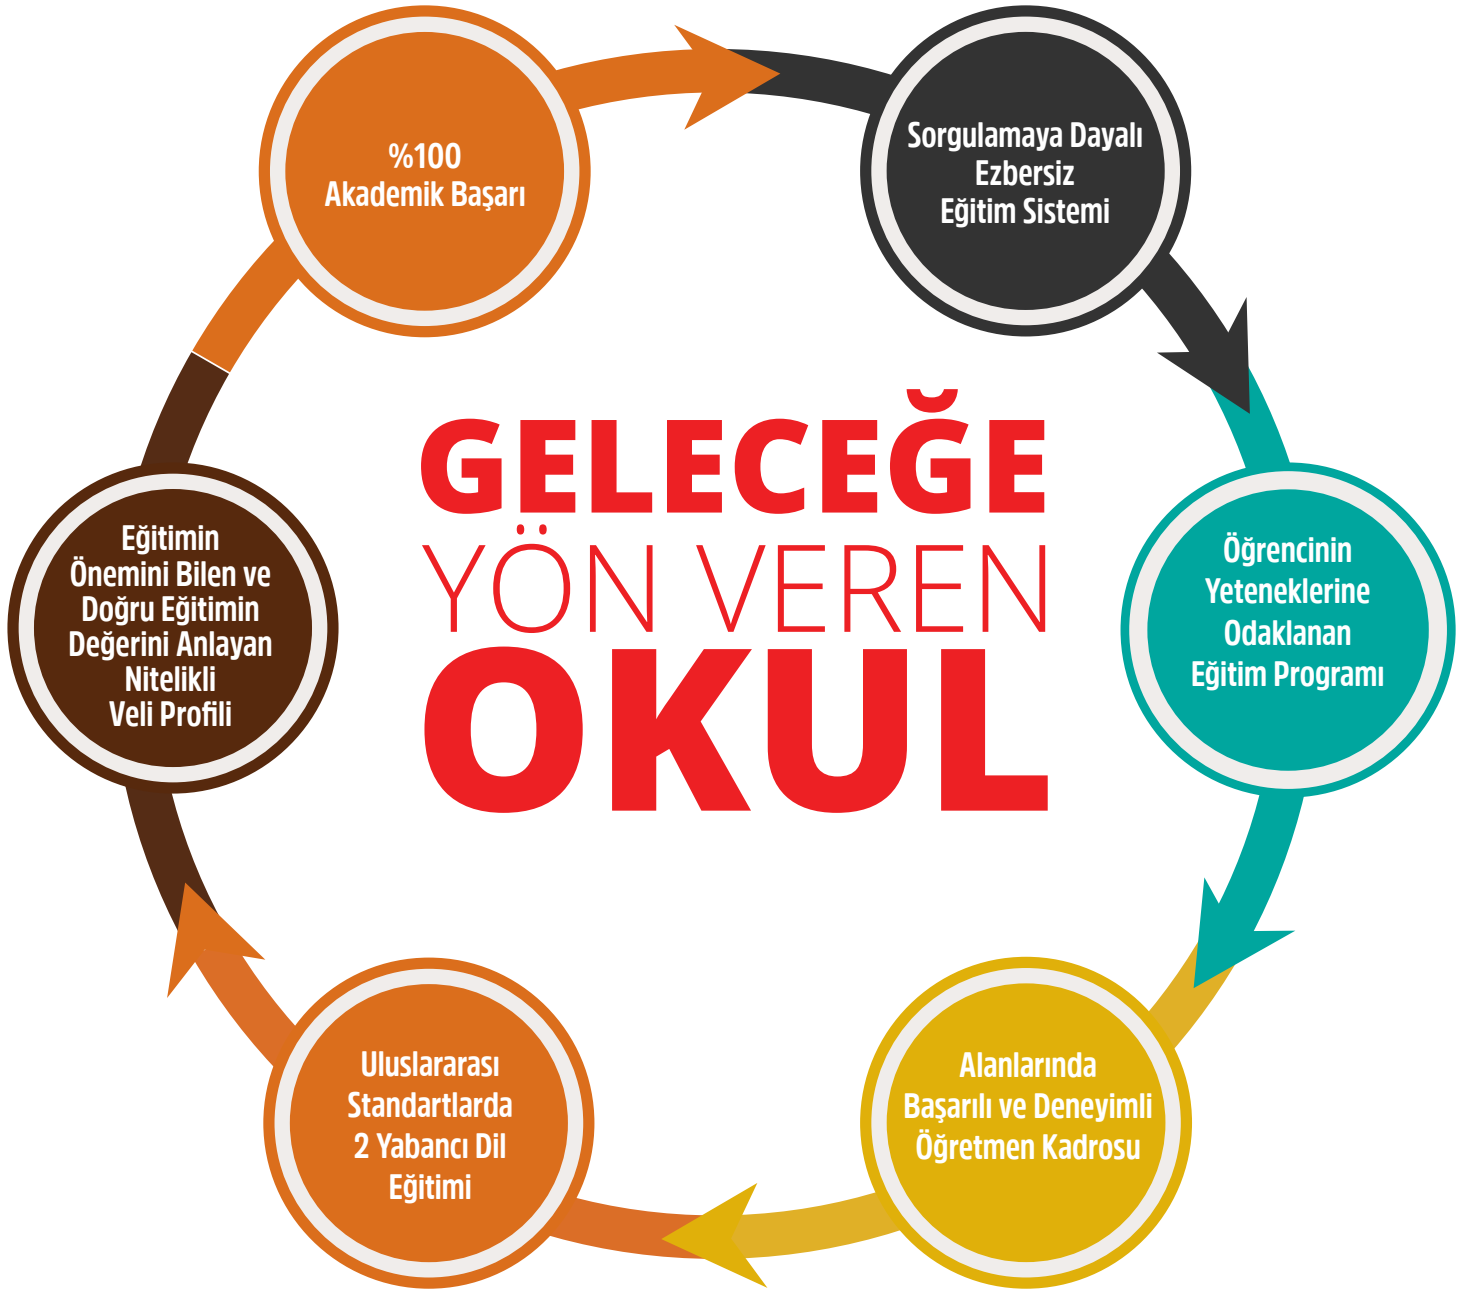 %100
Akademik Başarı
Sorgulamaya Dayalı
Ezbersiz
Eğitim Sistemi
Öğrencinin
Yeteneklerine
Odaklanan
Eğitim Programı
Alanlarında
Başarılı ve Deneyimli
Öğretmen Kadrosu
Uluslararası
Standartlarda
2 Yabancı Dil
Eğitimi
Eğitimin
Önemini Bilen ve
Doğru Eğitimin
Değerini Anlayan
Nitelikli
Veli Profili
GELECEĞE
YÖN VEREN
OKUL